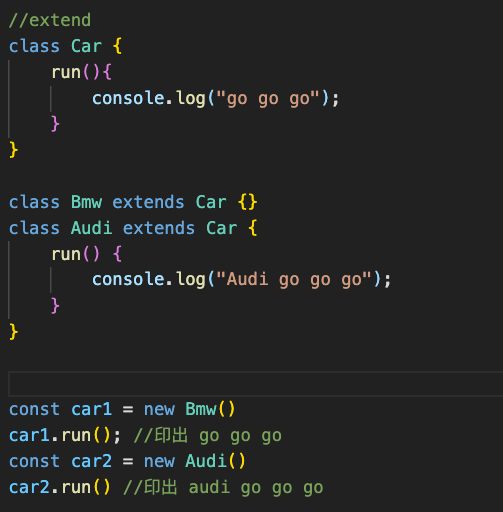 //extend
class Car {
    run(){
        console.log("go go go");
    }
}

class Bmw extends Car {}
class Audi extends Car {
    run() {
        console.log("Audi go go go");
    }
}

const car1 = new Bmw()
car1.run(); //印出 go go go
const car2 = new Audi()
car2.run() //印出 audi go go go